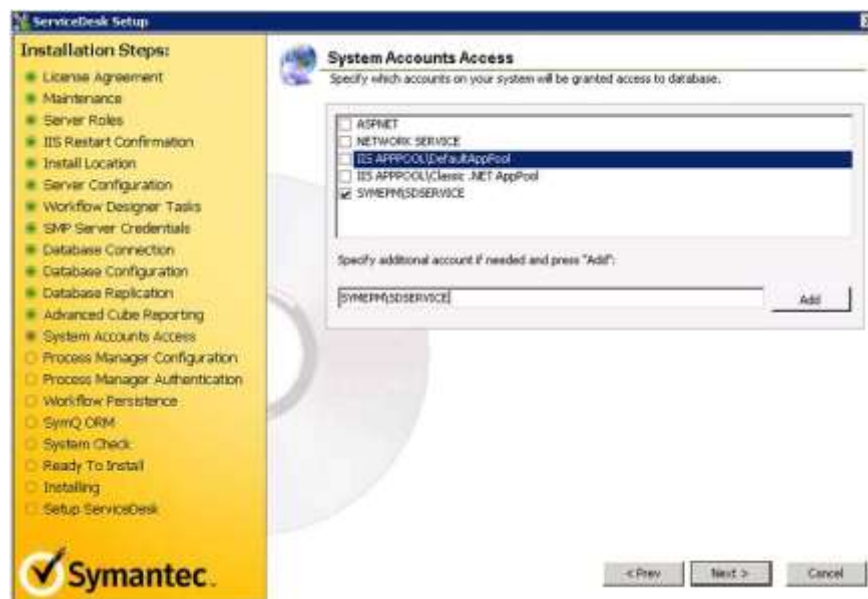 ServiceDesk Setup
Installation Steps:
License Agreement
Maintenance
Server Roles
IIS Restart Confirmation
Install Location
Server Configuration
Workflow Designer Tasks
SMP Server Credentials
Database Connection
Database Configuration
Database Replication
Advanced Cube Reporting
System Accounts Access
Process Manager Configuration
Process Manager Authentication
Workflow Persistence
SymQ ORM
System Check
Ready To Install
Installing
Setup ServiceDesk
Symantec.
System Accounts Access
Specify which accounts on your system will be granted access to database.
ASPNET
NETWORK SERVICE
IIS APPPOOL\DefaultAppPool
IIS APPPOOL\Classic .NET AppPool
SYMEPM\SDSERVICE
Specify additional account if needed and press "Add":
SYMEPM\SDSERVICE
Add
< Prev
Next >
Cancel